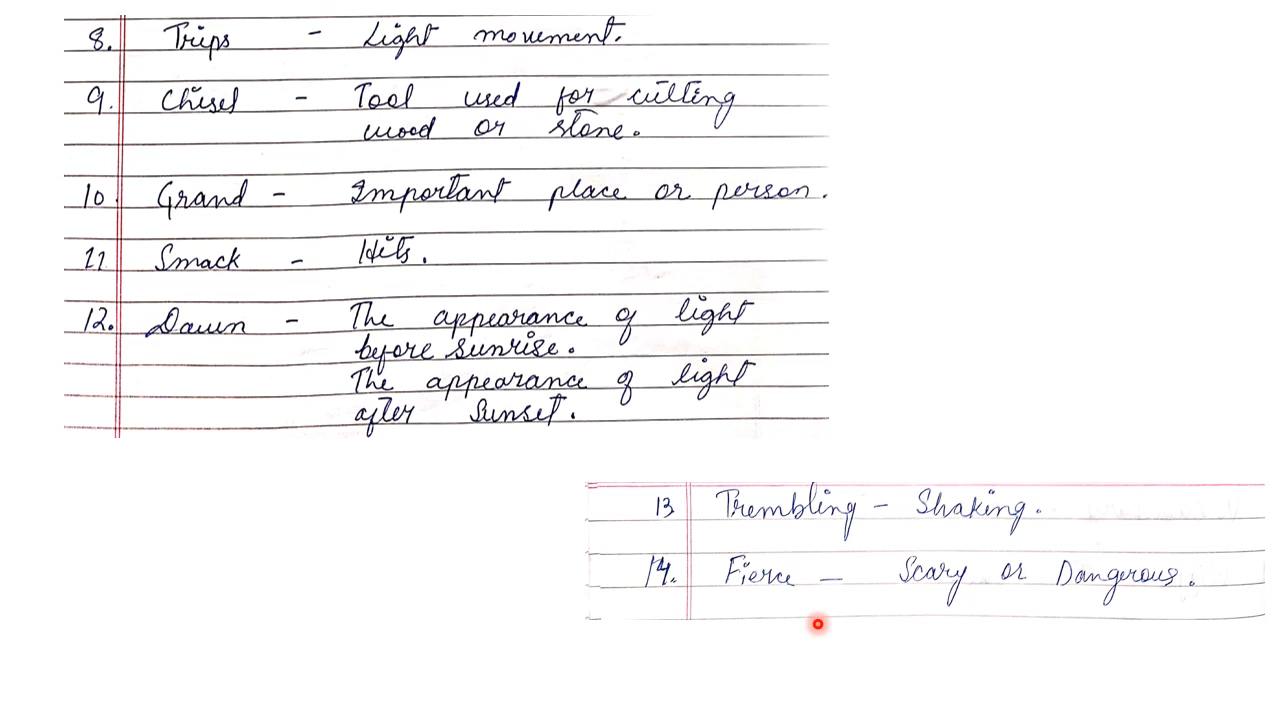 8. Trips - Light movement.
9. Chisel - Tool used for cutting
wood or stone.
10. Grand - Important place or person.
11 Smack - Hits.
12. Dawn - The appearance of light
before sunrise.
The appearance of light
after Sunset.
13 Trembling - Shaking.
14. Fierce - Scary or Dangerous.